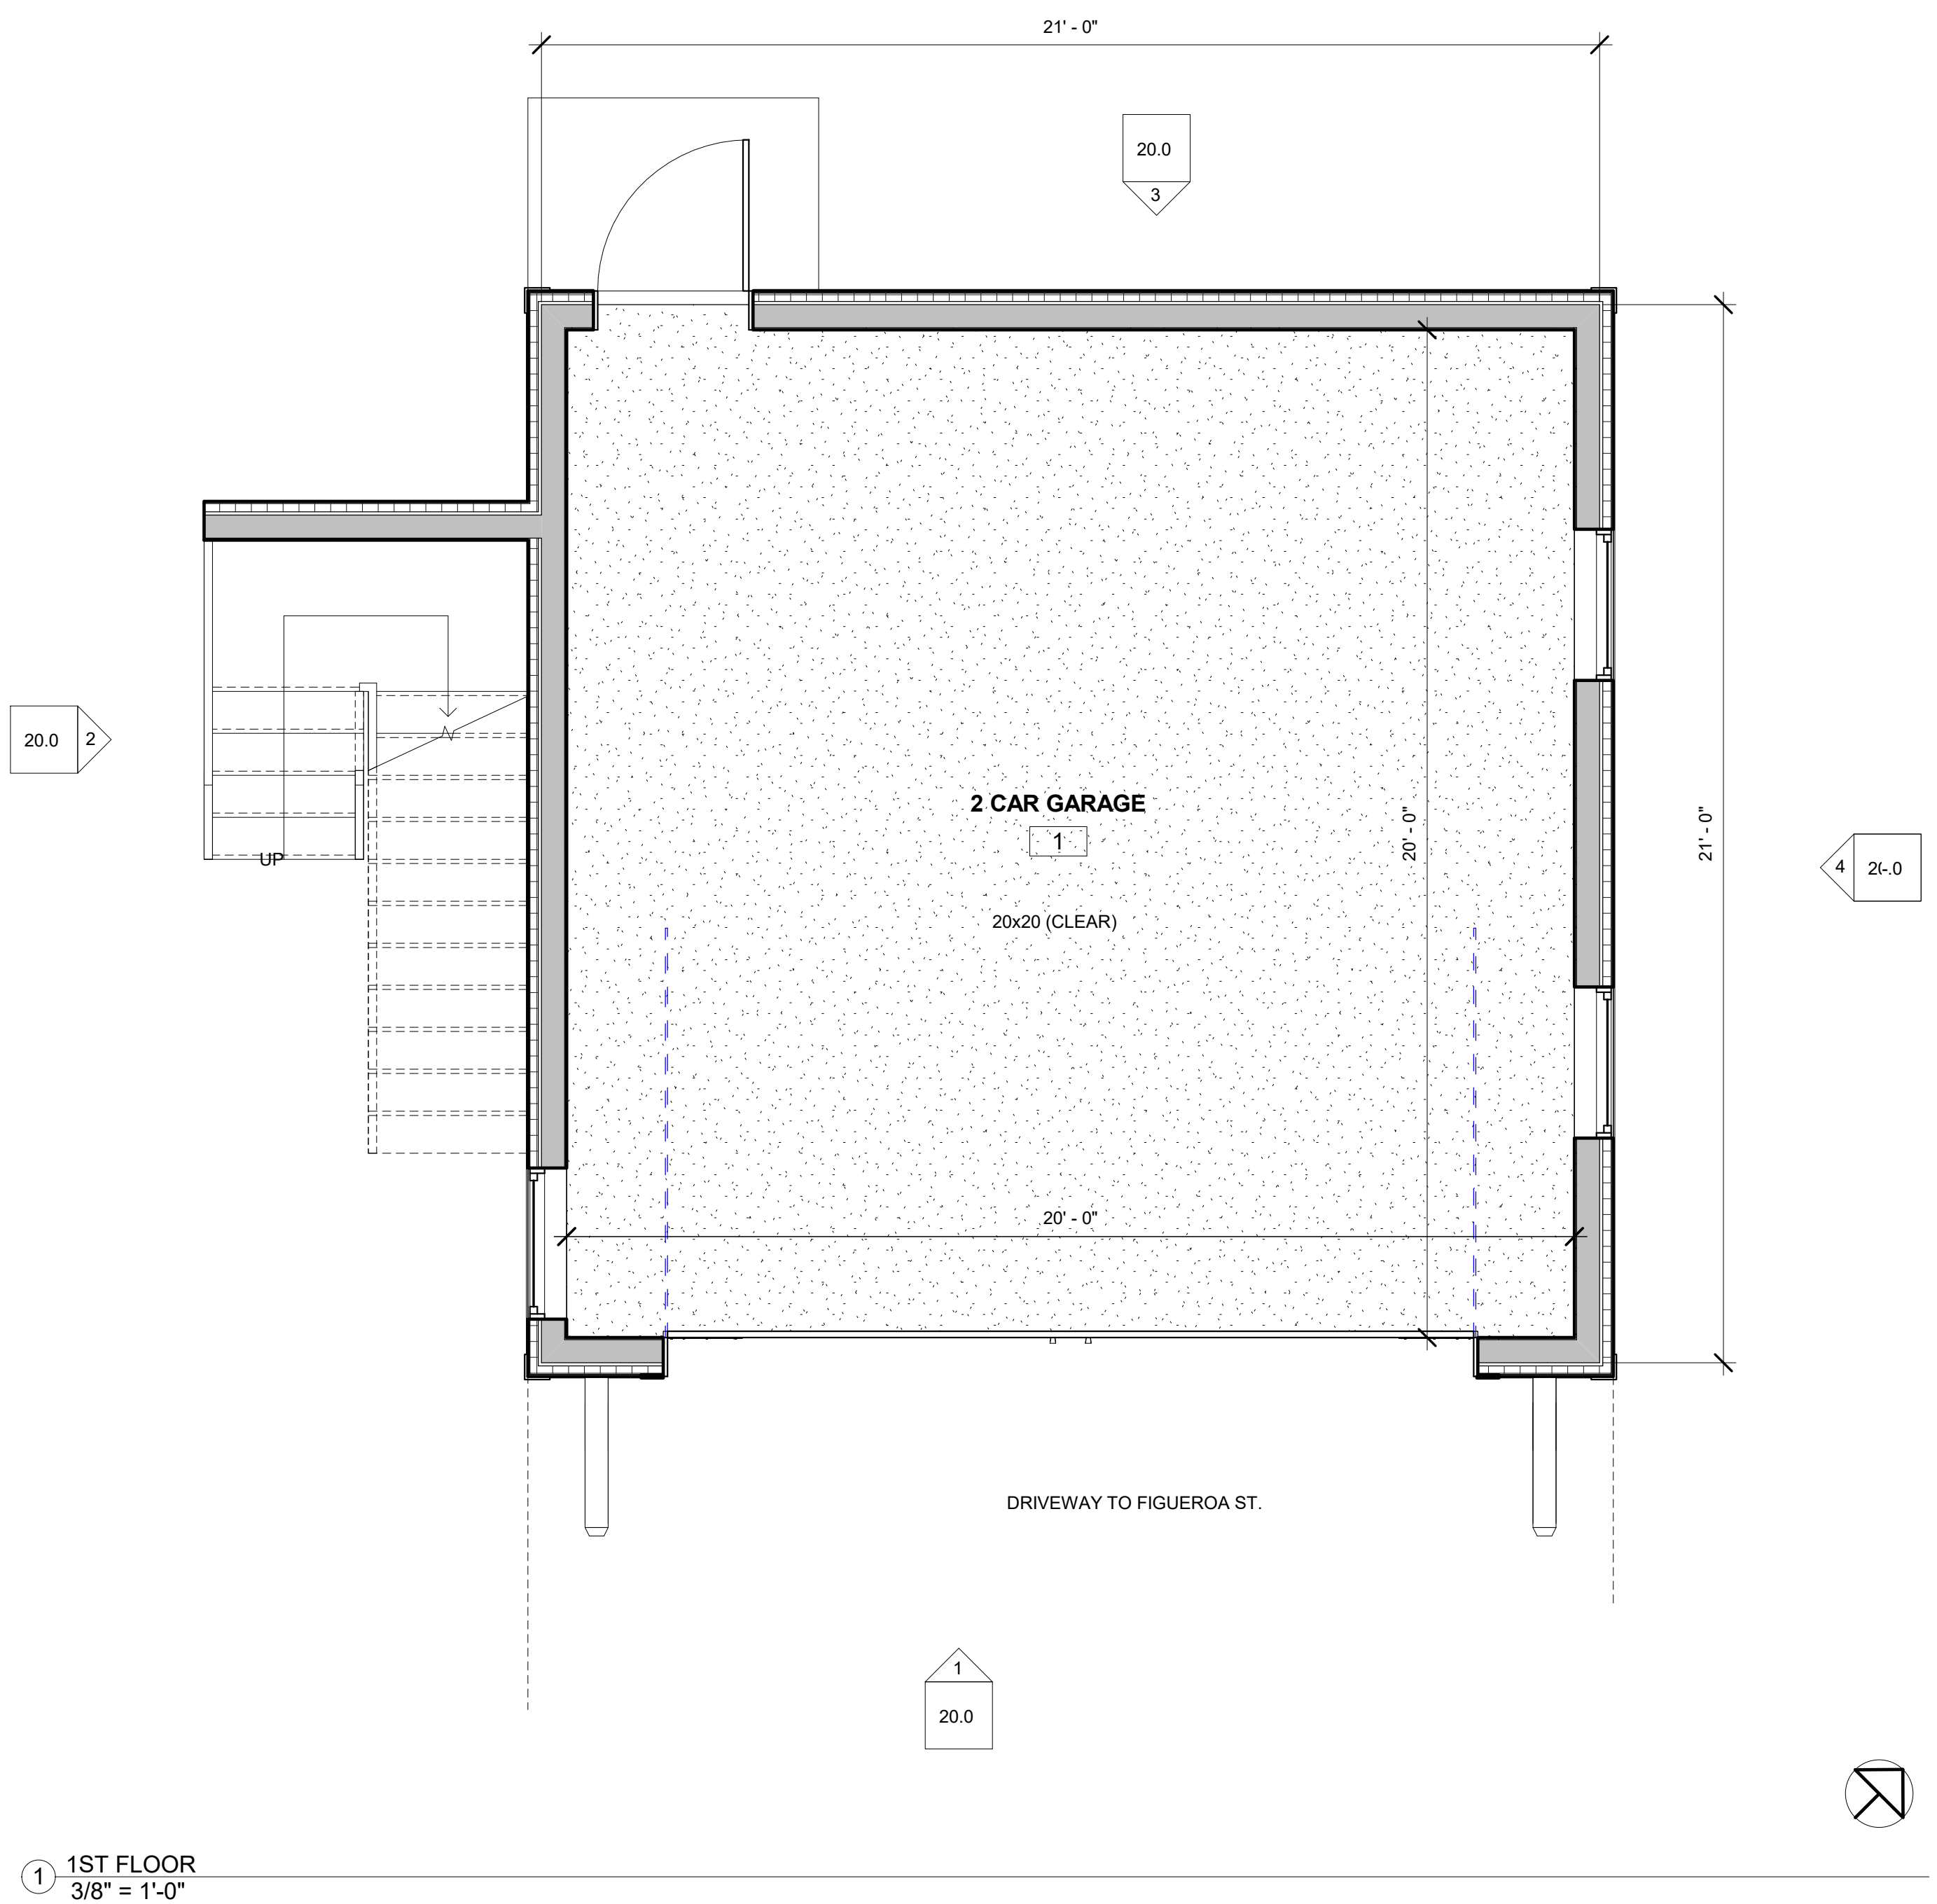 21' - 0"
20.0
3
20.0
2
2 CAR GARAGE
1
20' - 0"
21' - 0"
4
UP
20x20 (CLEAR)
20' - 0"
DRIVEWAY TO FIGUEROA ST.
1
20.0
1
1ST FLOOR
3/8" = 1'-0"